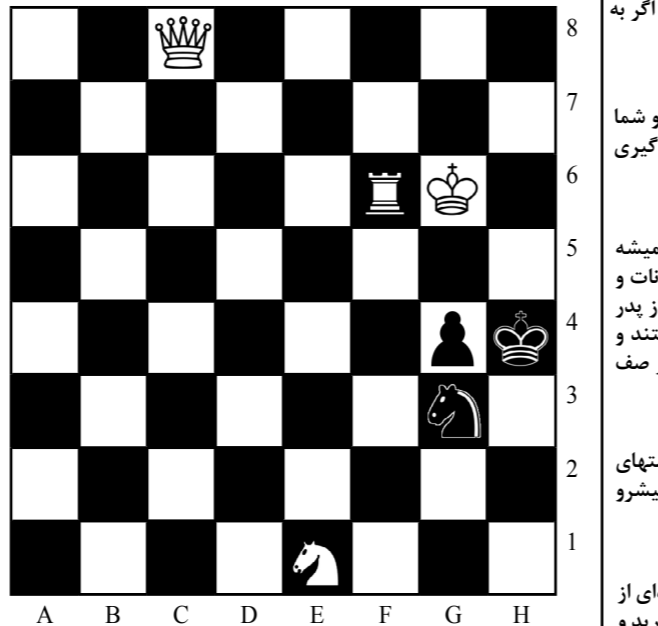 اگر به
و شما
گیری
میشه
نات و
ز پدر
تند و
صف
تهای
یشرو
ای از
8
7
6
5
4
3
2
1
A B C D E F G H